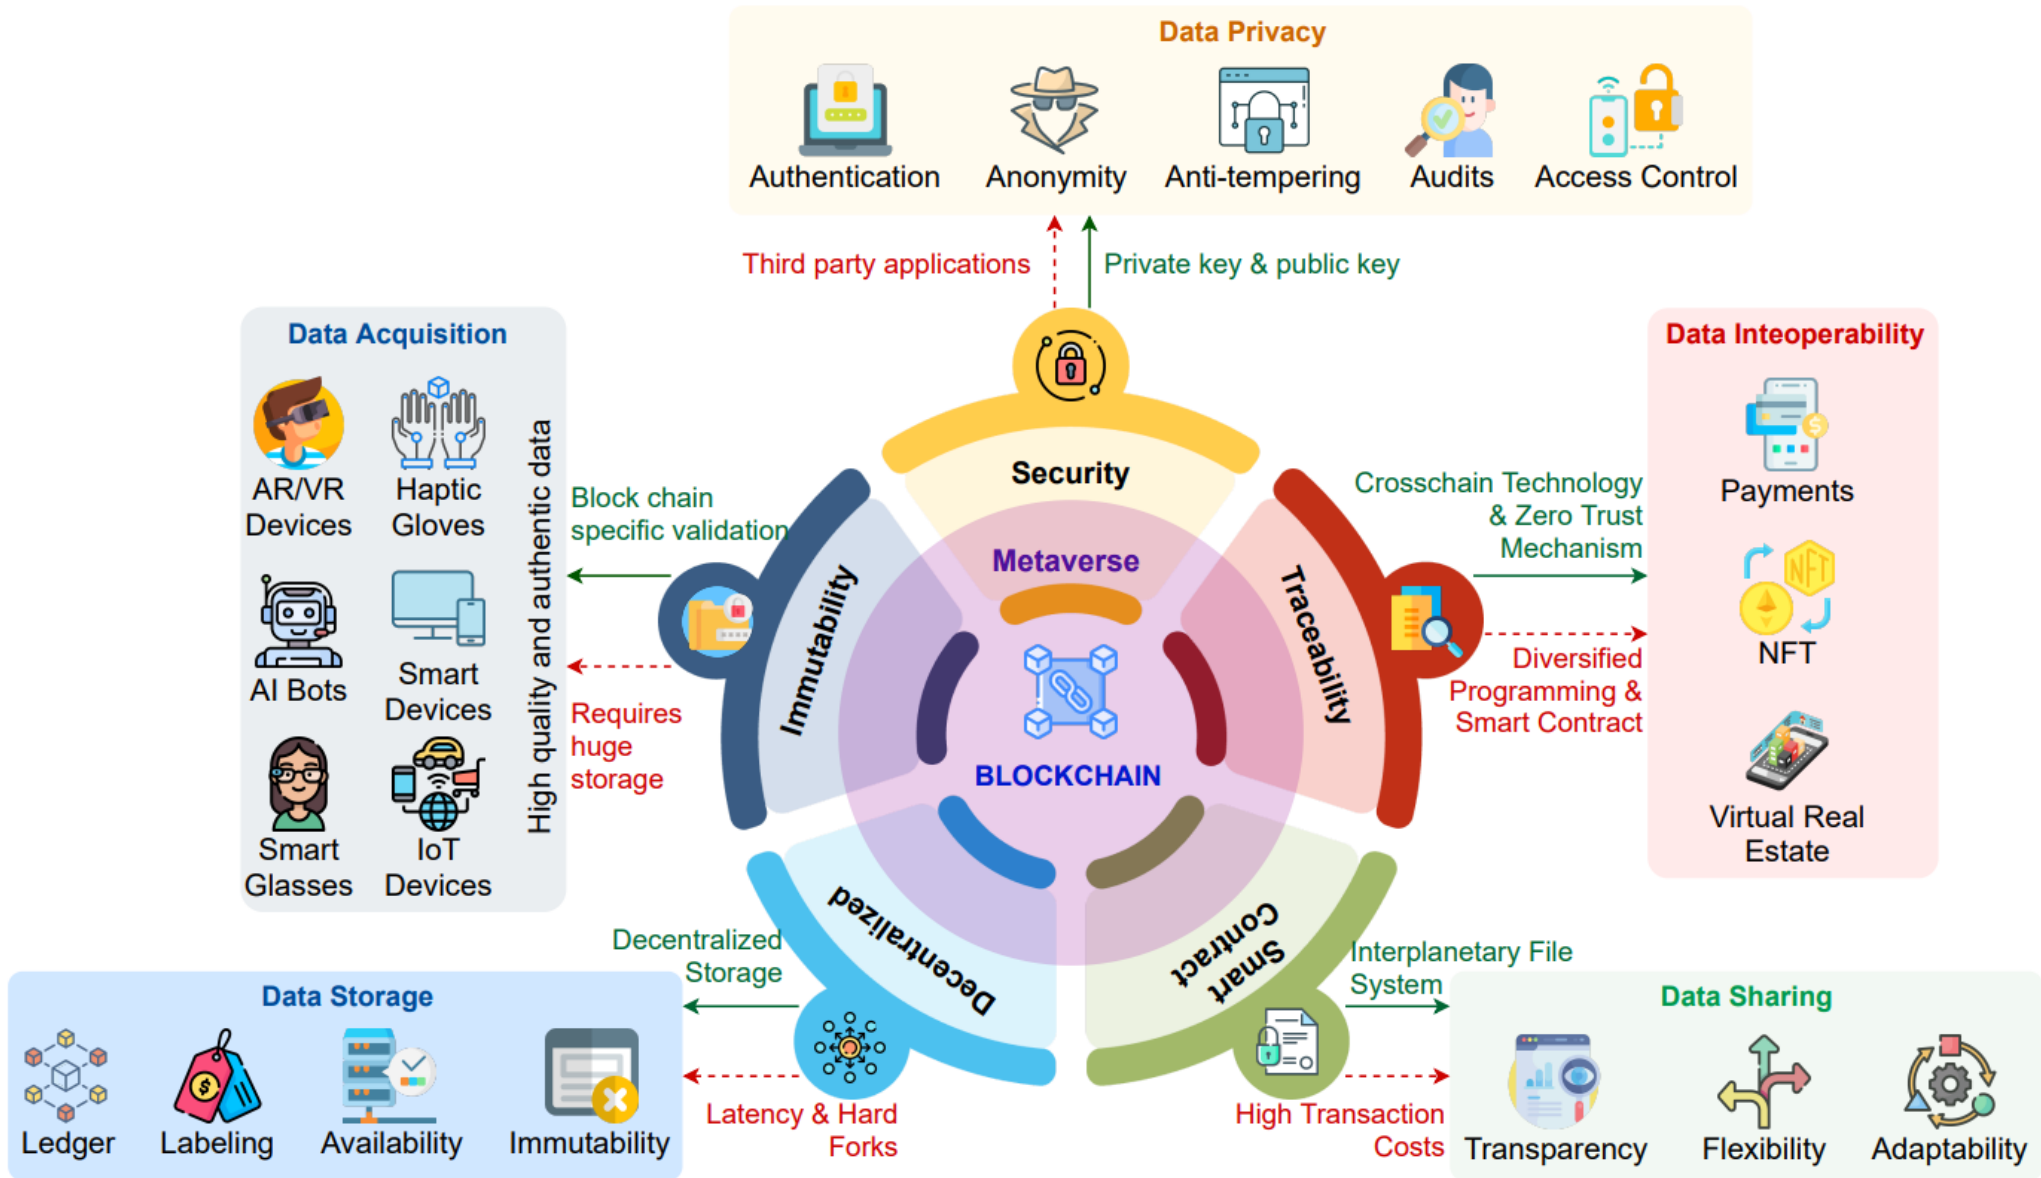 Data Privacy
Authentication
Anonymity
Anti-tempering
Audits
Access Control
Third party applications
Private key & public key
Data Acquisition
AR/VR
Devices
Haptic
Gloves
AI Bots
Smart
Devices
Smart
Glasses
IoT
Devices
High quality and authentic data
Block chain
specific validation
Requires
huge
storage
Security
Metaverse
BLOCKCHAIN
Immutability
Traceability
Decentralized
Smart
Contract
Crosschain Technology
& Zero Trust
Mechanism
Diversified
Programming &
Smart Contract
Data Inteoperability
Payments
NFT
NFT
Virtual Real
Estate
Decentralized
Storage
Latency & Hard
Forks
Data Storage
Ledger
Labeling
Availability
Immutability
Interplanetary File
System
High Transaction
Costs
Data Sharing
Transparency
Flexibility
Adaptability